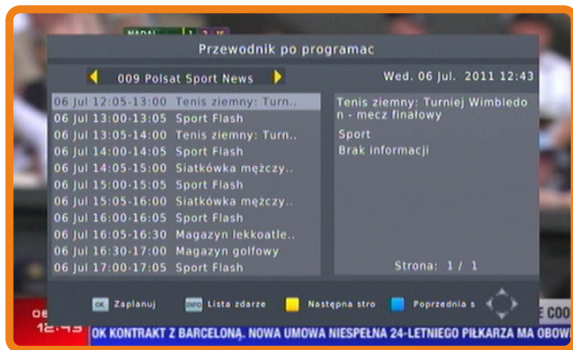 NADAL 1 3 15
Przewodnik po programac
009 Polsat Sport News
Wed. 06 Jul. 2011 12:43
06 Jul 12:05-13:00 Tenis ziemny: Turn..
06 Jul 13:00-13:05 Sport Flash
06 Jul 13:05-14:00 Tenis ziemny: Turn..
06 Jul 14:00-14:05 Sport Flash
06 Jul 14:05-15:00 Siatkówka mężczy..
06 Jul 15:00-15:05 Sport Flash
06 Jul 15:05-16:00 Siatkówka mężczy..
06 Jul 16:00-16:05 Sport Flash
06 Jul 16:05-16:30 Magazyn lekkoatle..
06 Jul 16:30-17:00 Magazyn golfowy
06 Jul 17:00-17:05 Sport Flash
Tenis ziemny: Turniej Wimbledo
n - mecz finałowy
Sport
Brak informacji
Strona: 1 / 1
OK Zaplanuj
INFO Lista zdarze
Następna stro
Poprzednia s
12:43
OK KONTRAKT Z BARCELONĄ. NOWA UMOWA NIESPEŁNA 24-LETNIEGO PIŁKARZA MA OBOW